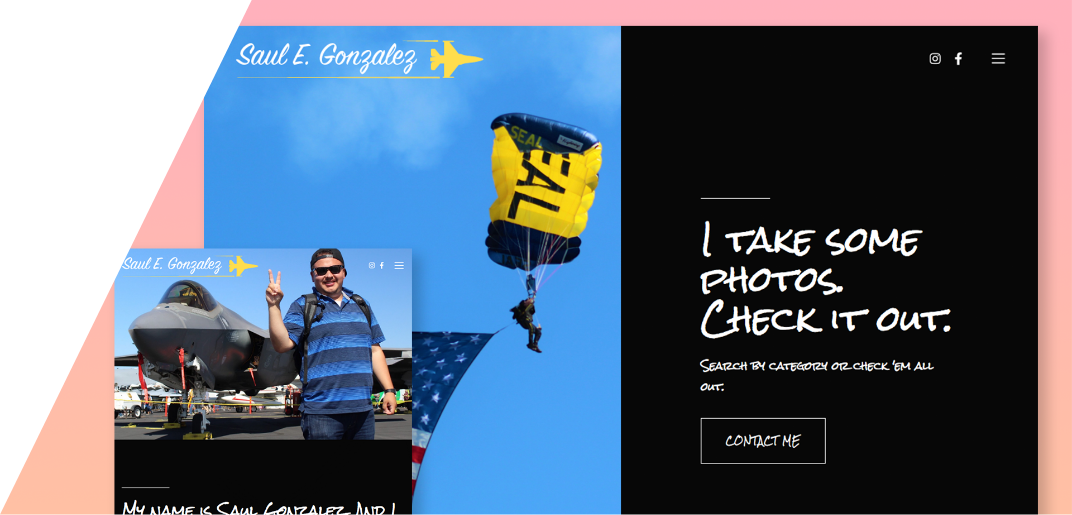 Saul E. Gonzalez
SEAL
EAL
I take some
photos.
Check it out.
Search by category or check 'em all
out.
CONTACT ME
Saul E. Gonzalez
My name is Saul Gonzalez And I